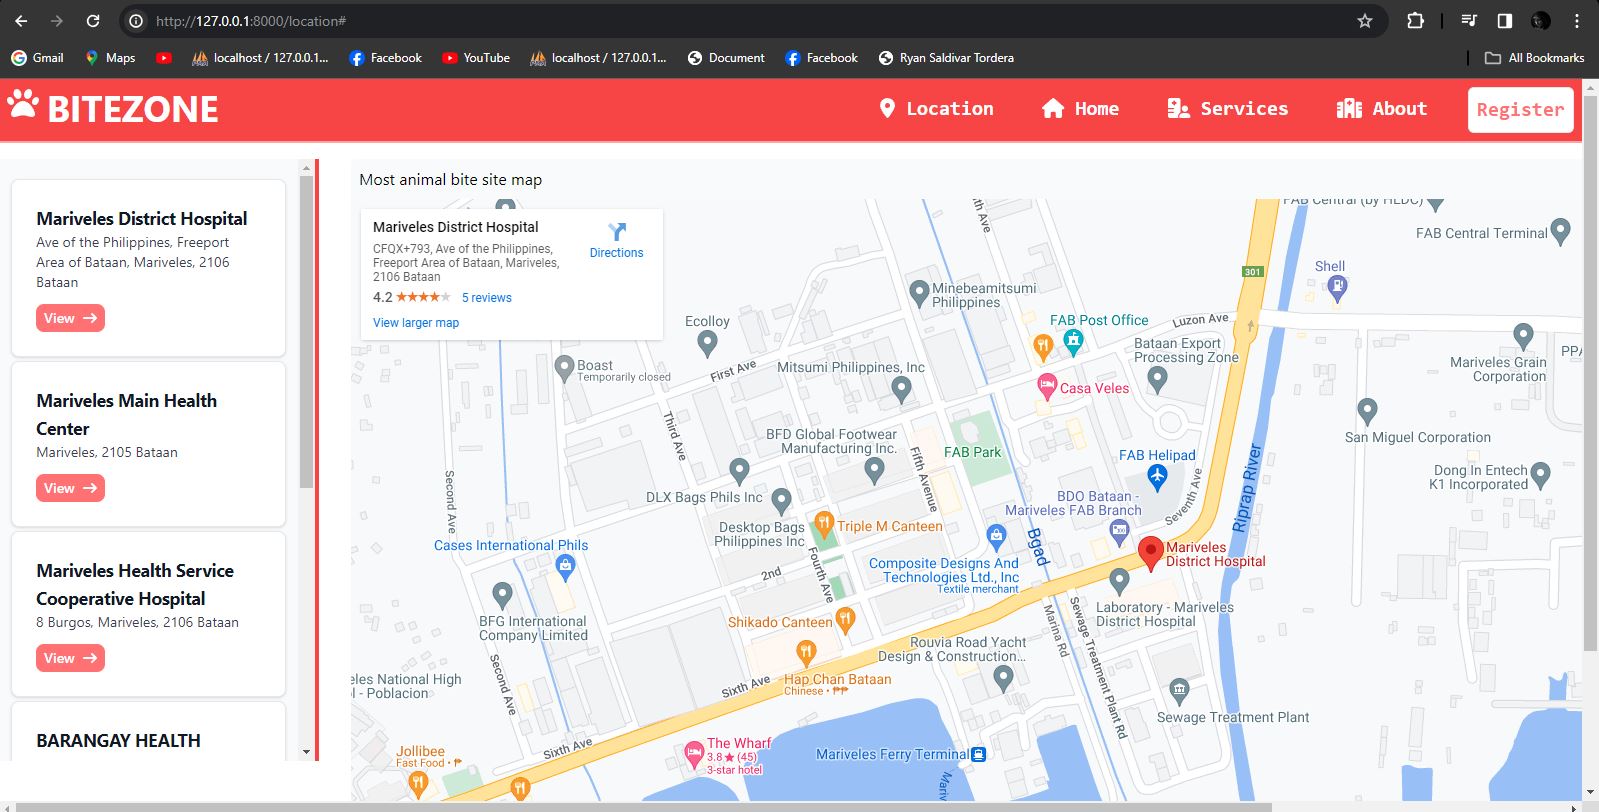 http://127.0.0.1:8000/location#
Gmail
Maps
localhost / 127.0.0.1...
Facebook
YouTube
localhost / 127.0.0.1...
Document
Facebook
Ryan Saldivar Tordera
All Bookmarks
BITEZONE
Location
Home
Services
About
Register
Mariveles District Hospital
Ave of the Philippines, Freeport
Area of Bataan, Mariveles, 2106
Bataan
View →
Mariveles Main Health
Center
Mariveles, 2105 Bataan
View →
Mariveles Health Service
Cooperative Hospital
8 Burgos, Mariveles, 2106 Bataan
View →
BARANGAY HEALTH
Most animal bite site map
Mariveles District Hospital
CFQX+793, Ave of the Philippines,
Freeport Area of Bataan, Mariveles,
2106 Bataan
4.2 ★★★★★ 5 reviews
View larger map
Directions
FAB Central (by HLDC)
FAB Central Terminal
301
Shell
Minebeamitsumi
Philippines
Ecolloy
FAB Post Office
Luzon Ave
Bataan Export
Processing Zone
Boast
Temporarily closed
First Ave
Mitsumi Philippines, Inc
Casa Veles
Mariveles Grain
Corporation
PPA
Third Ave
BFD Global Footwear
Manufacturing Inc.
Fifth Avenue
FAB Park
FAB Helipad
San Miguel Corporation
Dong In Entech
K1 Incorporated
Second Ave
DLX Bags Phils Inc
Desktop Bags
Philippines Inc
Triple M Canteen
BDO Bataan -
Mariveles FAB Branch
Seventh Ave
Riprap River
Cases International Phils
2nd
Fourth Ave
Composite Designs And
Technologies Ltd., Inc
Textile merchant
Bgad
Mariveles
District Hospital
BFG International
Company Limited
Shikado Canteen
Laboratory - Mariveles
District Hospital
Marina Rd
Sewage Treatment Plant Rd
Rouvia Road Yacht
Design & Construction...
eles National High
l - Poblacion
Second Ave
Sixth Ave
Hap Chan Bataan
Chinese •
Sewage Treatment Plant
Sixth Ave
Jollibee
Fast Food •
The Wharf
3.8 ★ (45)
3-star hotel
Mariveles Ferry Terminal